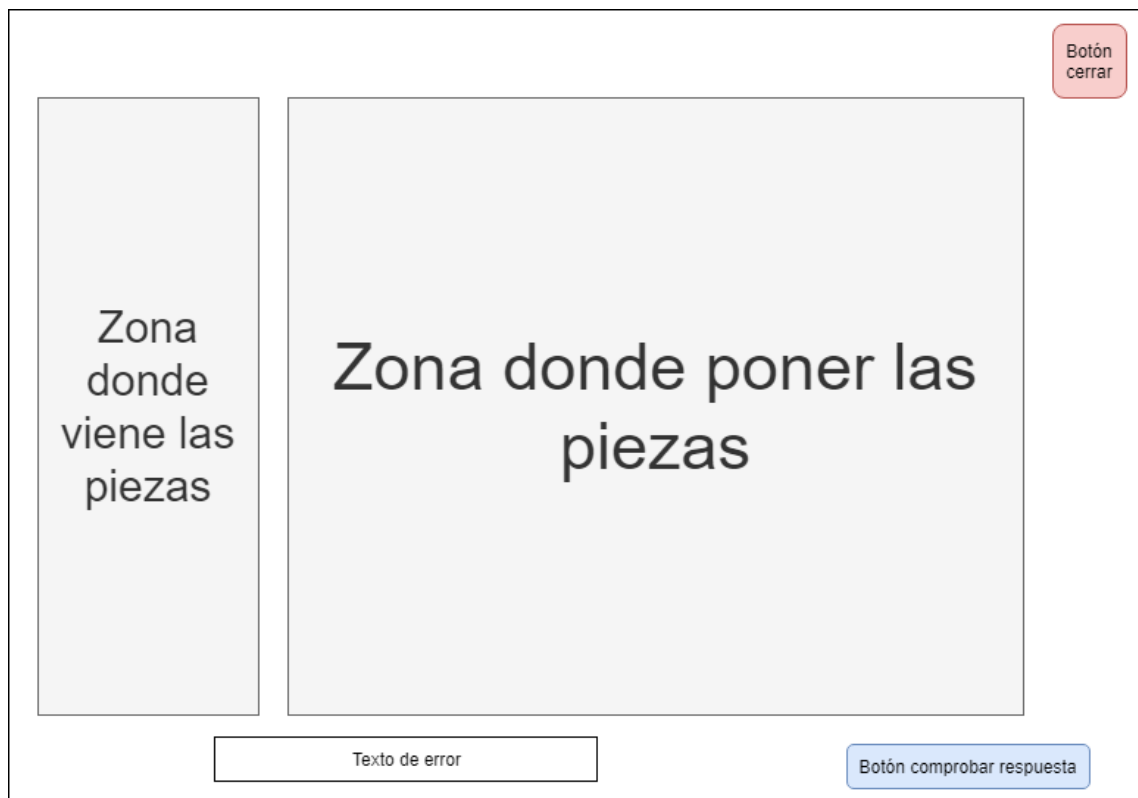 Botón
cerrar
Zona
donde
viene las
piezas
Zona donde poner las
piezas
Texto de error
Botón comprobar respuesta